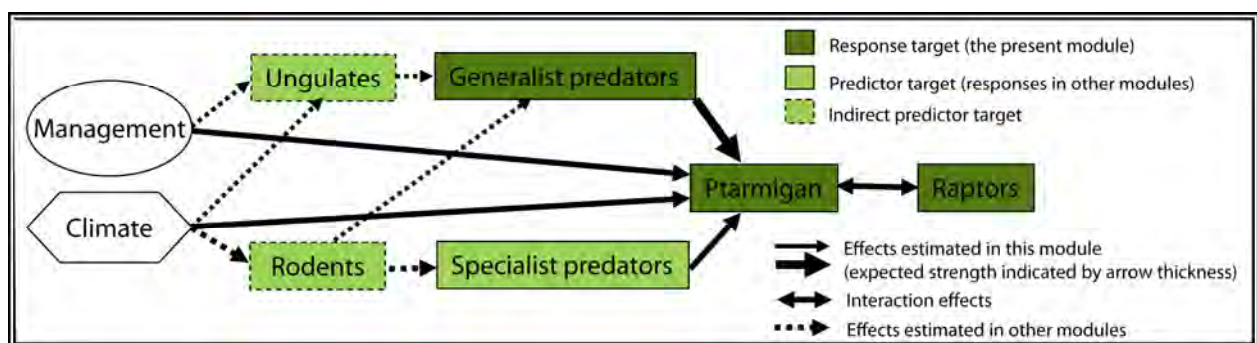 Management
Climate
Ungulates
Rodents
Generalist predators
Specialist predators
Ptarmigan
Raptors
Response target (the present module)
Predictor target (responses in other modules)
Indirect predictor target
Effects estimated in this module
(expected strength indicated by arrow thickness)
Interaction effects
Effects estimated in other modules